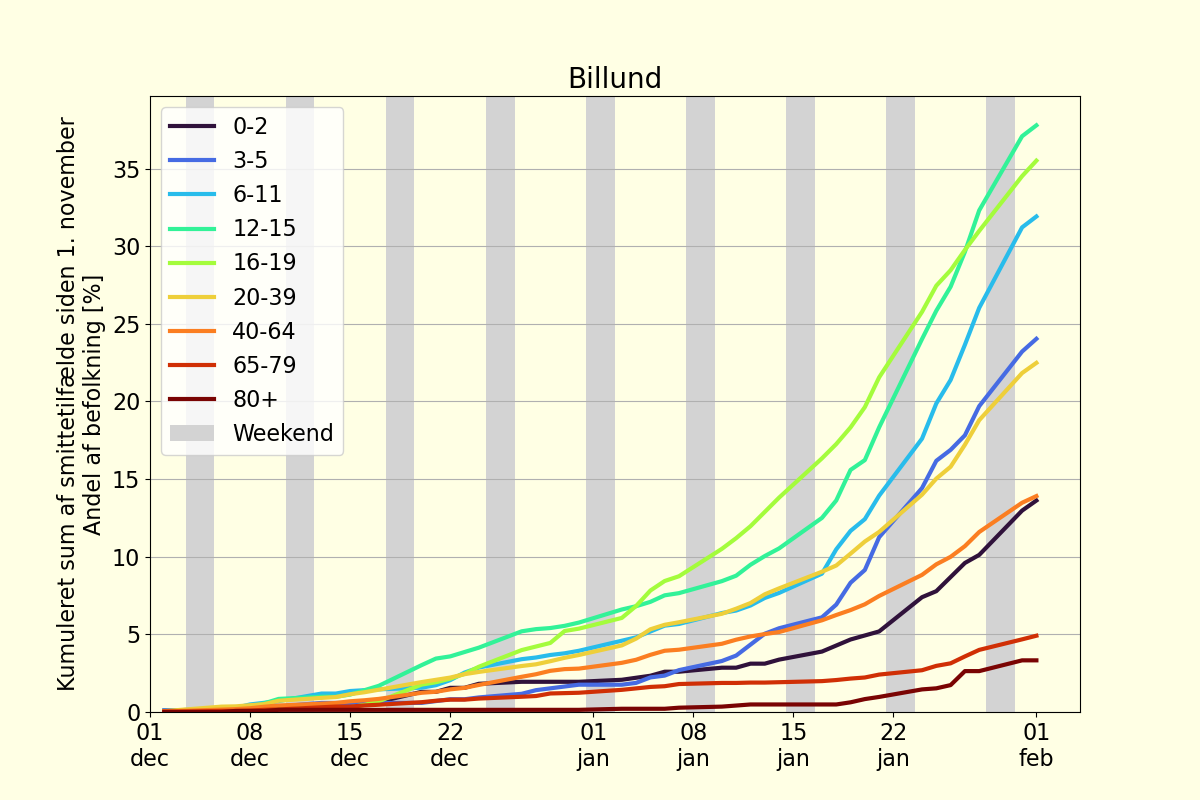 Billund
Kumuleret sum af smittetilfælde siden 1. november
Andel af befolkning [%]
35
30
25
20
15
10
5
0
0-2
3-5
6-11
12-15
16-19
20-39
40-64
65-79
80+
Weekend
01 08 15 22 01 08 15 22 01
dec dec dec dec jan jan jan jan feb